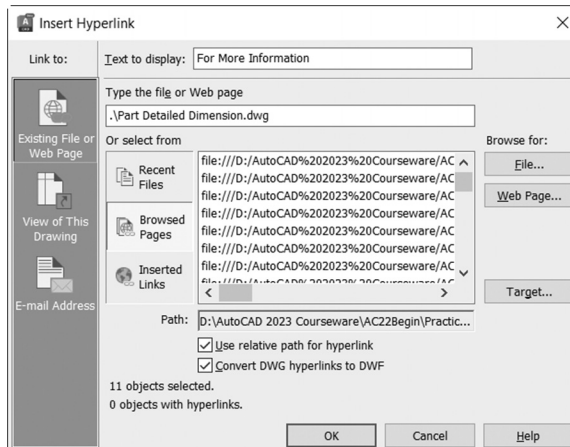 Insert Hyperlink
Link to:
Text to display: For More Information
Type the file or Web page
.\Part Detailed Dimension.dwg
Existing File or
Web Page
View of This
Drawing
E-mail Address
Or select from
Recent
Files
Browsed
Pages
Inserted
Links
file:///D:/AutoCAD%202023%20Courseware/AC
file:///D:/AutoCAD%202023%20Courseware/AC
file:///D:/AutoCAD%202023%20Courseware/AC
file:///D:/AutoCAD%202023%20Courseware/AC
file:///D:/AutoCAD%202023%20Courseware/AC
file:///D:/AutoCAD%202023%20Courseware/AC
file:///D:/AutoCAD%202023%20Courseware/AC
file:///D:/AutoCAD%202023%20Courseware/AC
Browse for:
File...
Web Page...
Target...
Path: D:\AutoCAD 2023 Courseware\AC22Begin\Practic...
Use relative path for hyperlink
Convert DWG hyperlinks to DWF
11 objects selected.
0 objects with hyperlinks.
OK Cancel Help